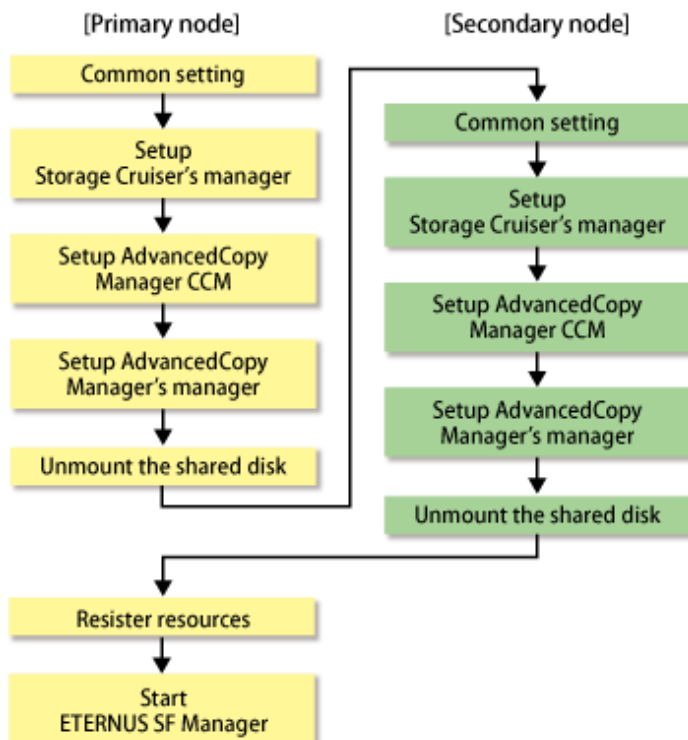 [Primary node]
Common setting
Setup
Storage Cruiser's manager
Setup AdvancedCopy
Manager CCM
Setup AdvancedCopy
Manager's manager
Unmount the shared disk
[Secondary node]
Common setting
Setup
Storage Cruiser's manager
Setup AdvancedCopy
Manager CCM
Setup AdvancedCopy
Manager's manager
Unmount the shared disk
Resister resources
Start
ETERNUS SF Manager